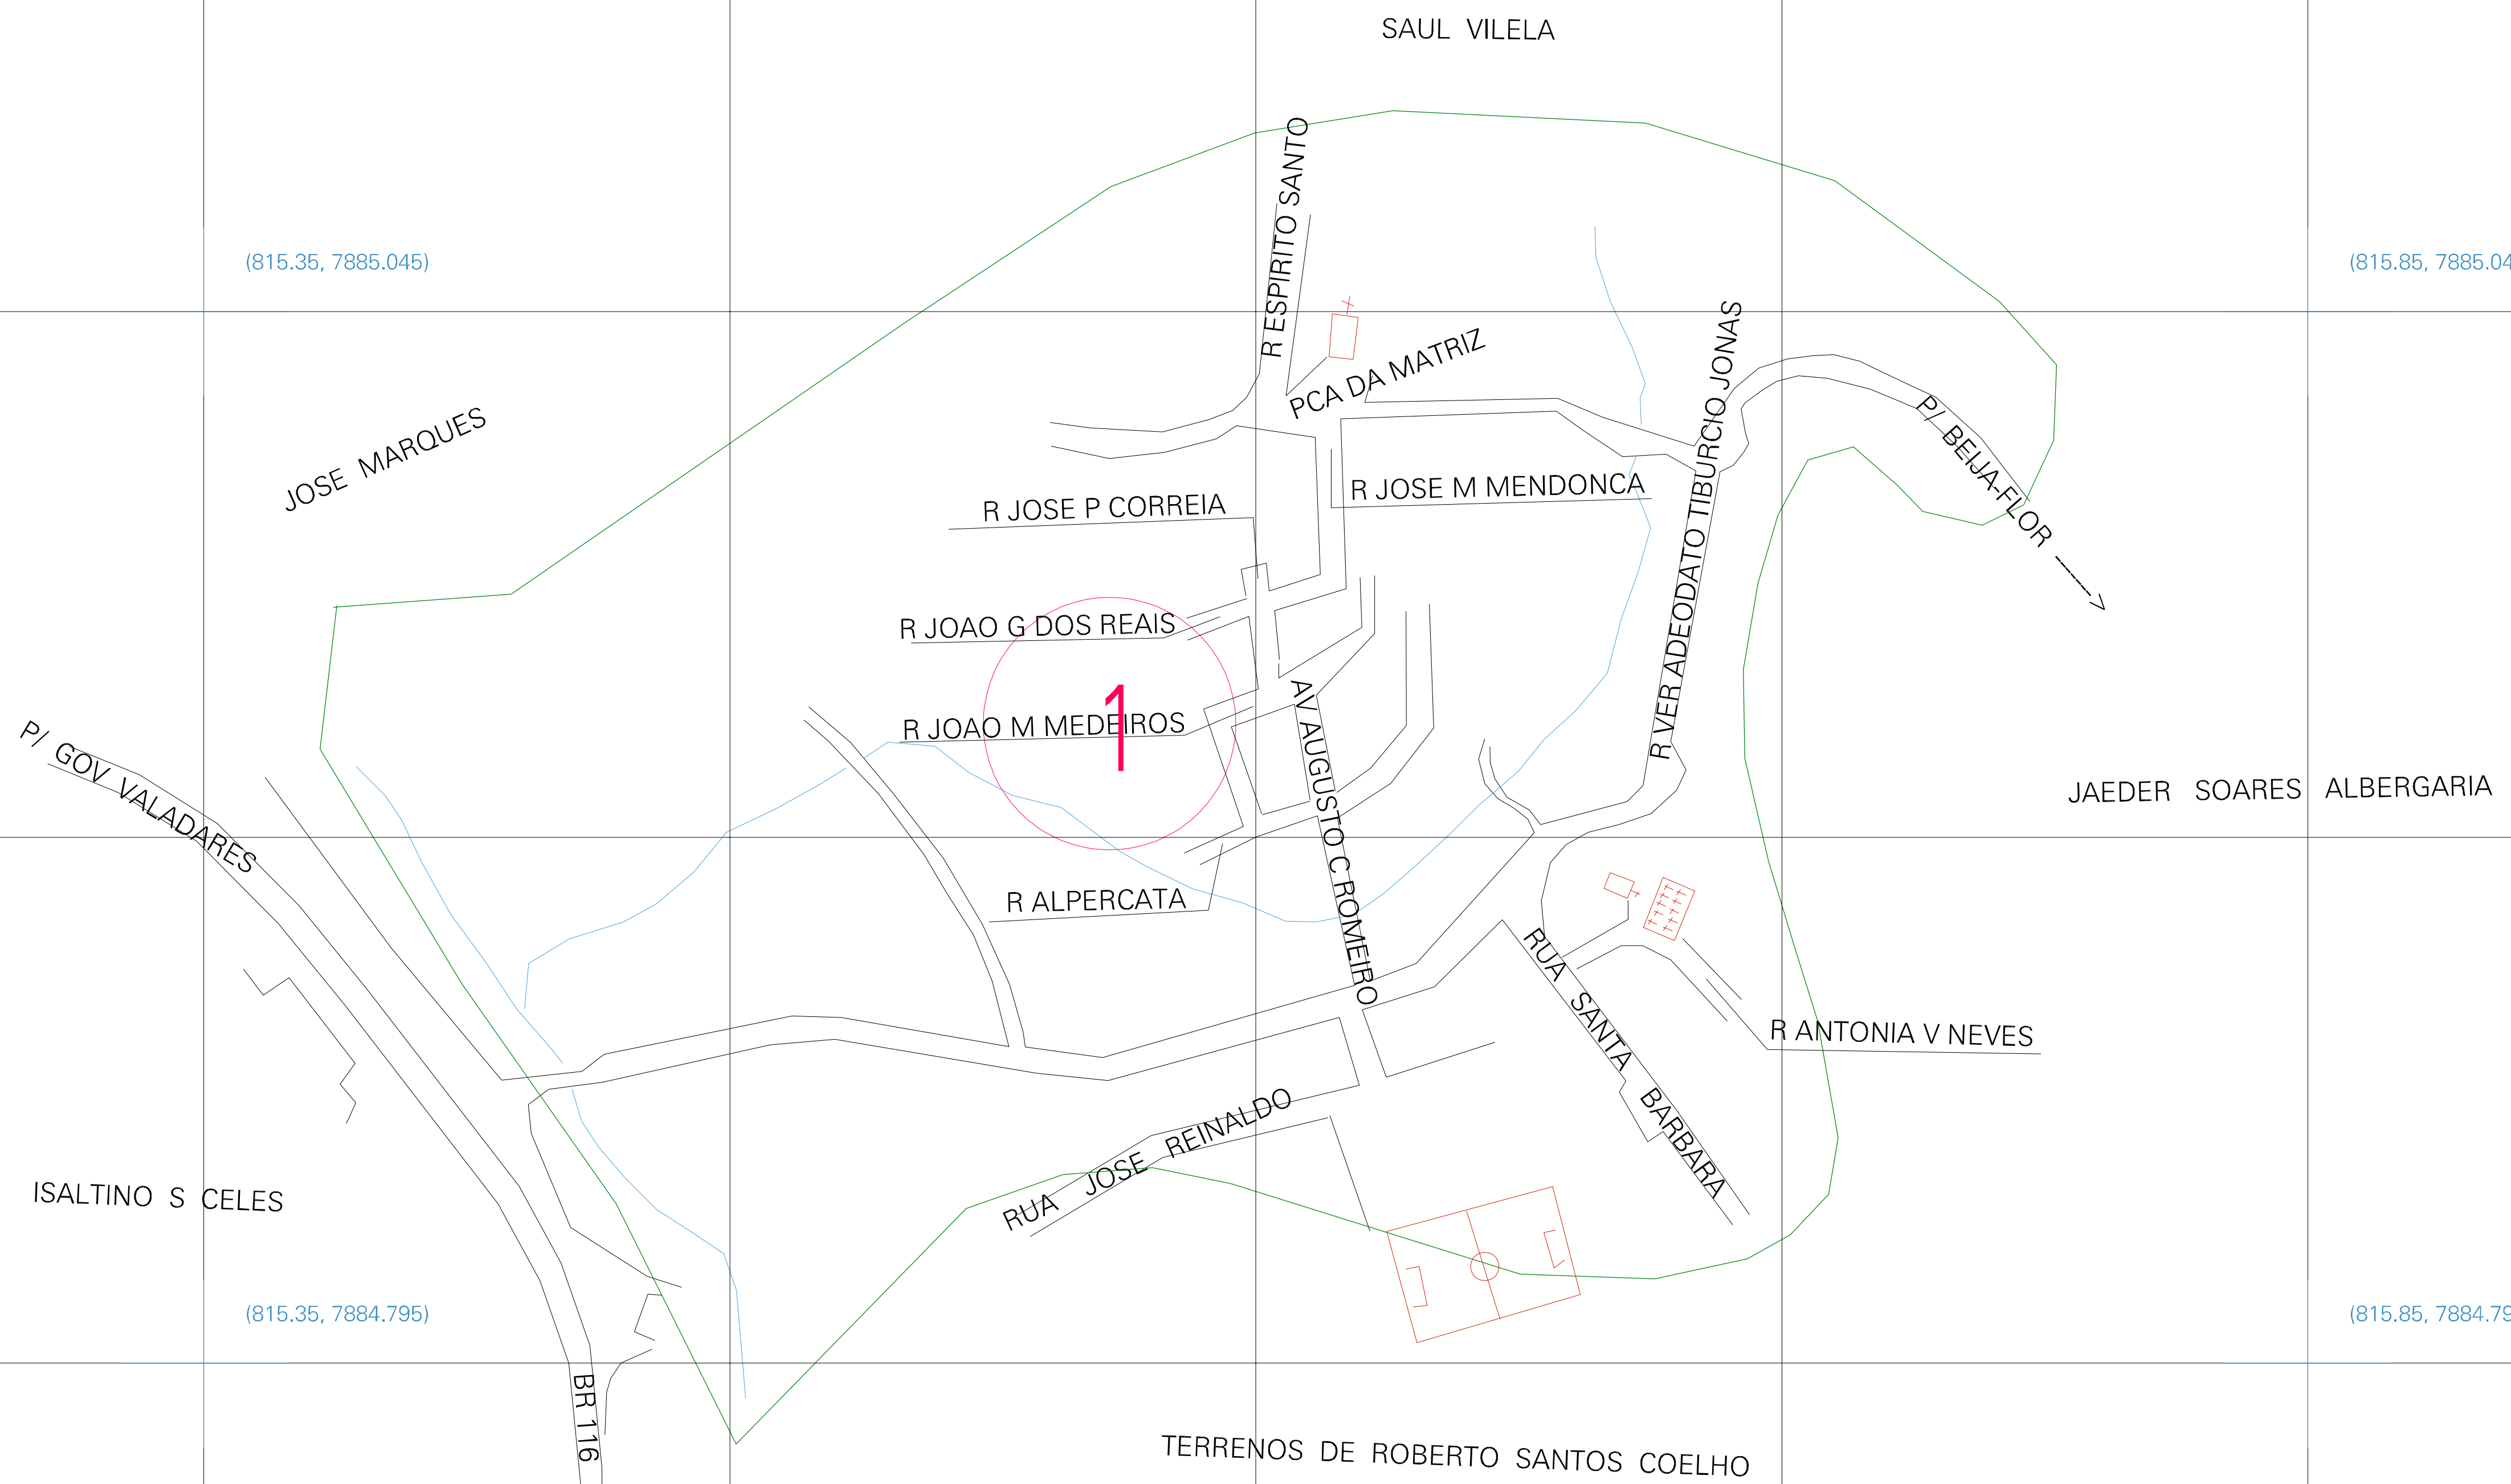 SAUL VILELA
R ESPIRITO SANTO
(815.35, 7885.045)
(815.85, 7885.04
PCA DA MATRIZ
R VER ADEODATO TIBURCIO JONAS
JOSE MARQUES
P/ BEIJA-FLOR
R JOSE M MENDONCA
R JOSE P CORREIA
R JOAO G DOS REAIS
1
R JOAO M MEDEIROS
AV AUGUSTO C ROMEIRO
P/ GOV VALADARES
JAEDER SOARES ALBERGARIA
R ALPERCATA
RUA SANTA BARBARA
R ANTONIA V NEVES
RUA JOSE REINALDO
ISALTINO S CELES
(815.35, 7884.795)
(815.85, 7884.79
BR 116
TERRENOS DE ROBERTO SANTOS COELHO